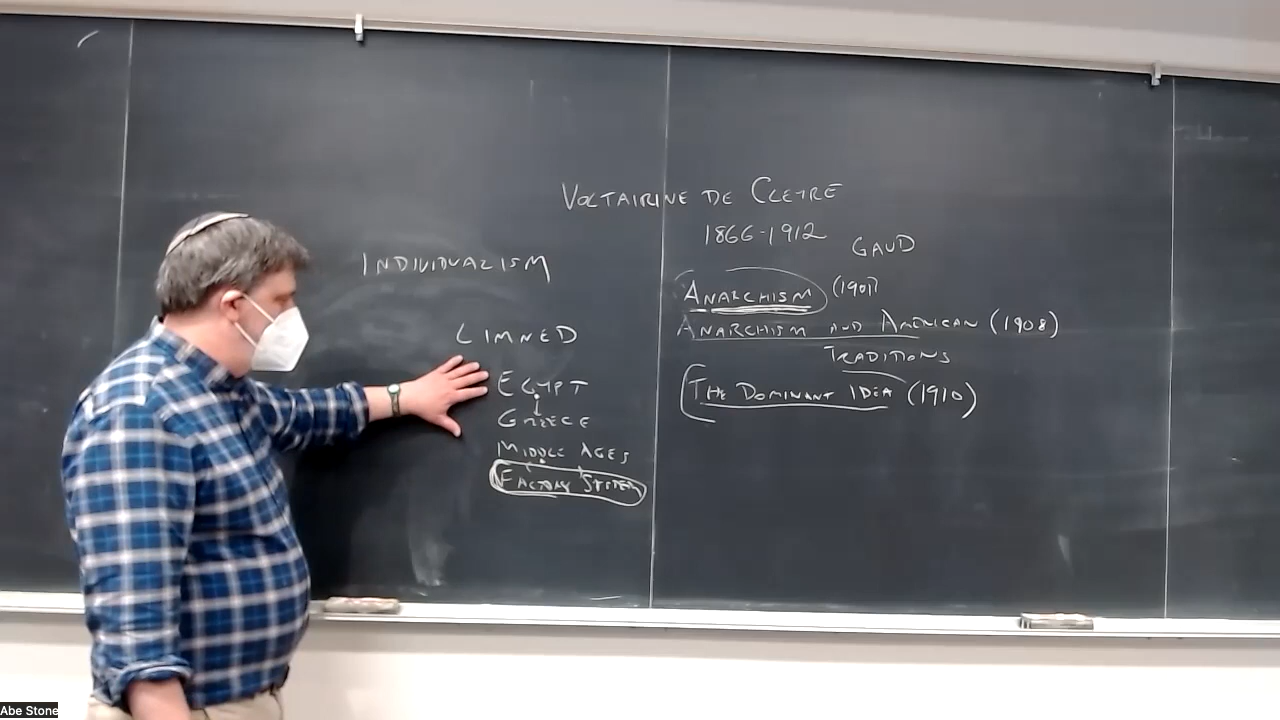 VOLTAIRINE DE CLEYRE
1866-1912
GAUD
INDIVIDUALISM
ANARCHISM (1901)
ANARCHISM AND AMERICAN (1908)
TRADITIONS
LIMNED
EGYPT
GREECE
MIDDLE AGES
FACTORY SYSTEM
THE DOMINANT IDEA (1910)
Abe Stone